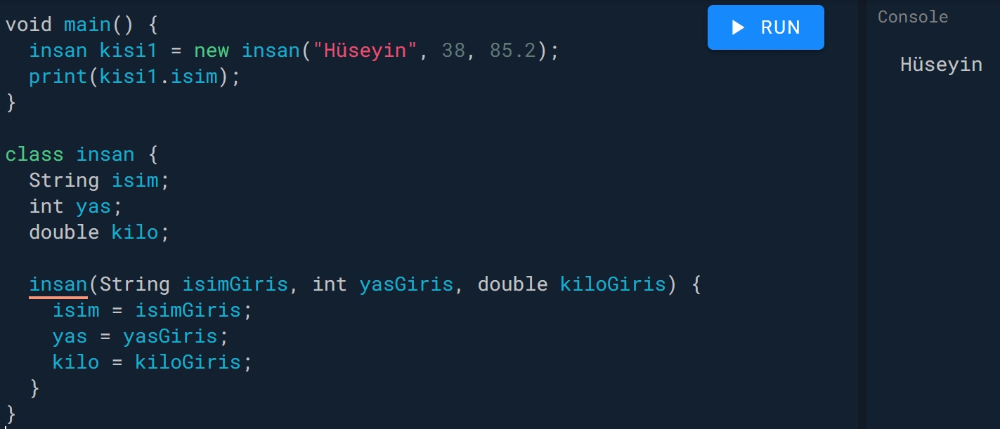 void main() {
  insan kisi1 = new insan("Hüseyin", 38, 85.2);
  print(kisi1.isim);
}

class insan {
  String isim;
  int yas;
  double kilo;

  insan(String isimGiris, int yasGiris, double kiloGiris) {
    isim = isimGiris;
    yas = yasGiris;
    kilo = kiloGiris;
  }
}
RUN
Console
Hüseyin